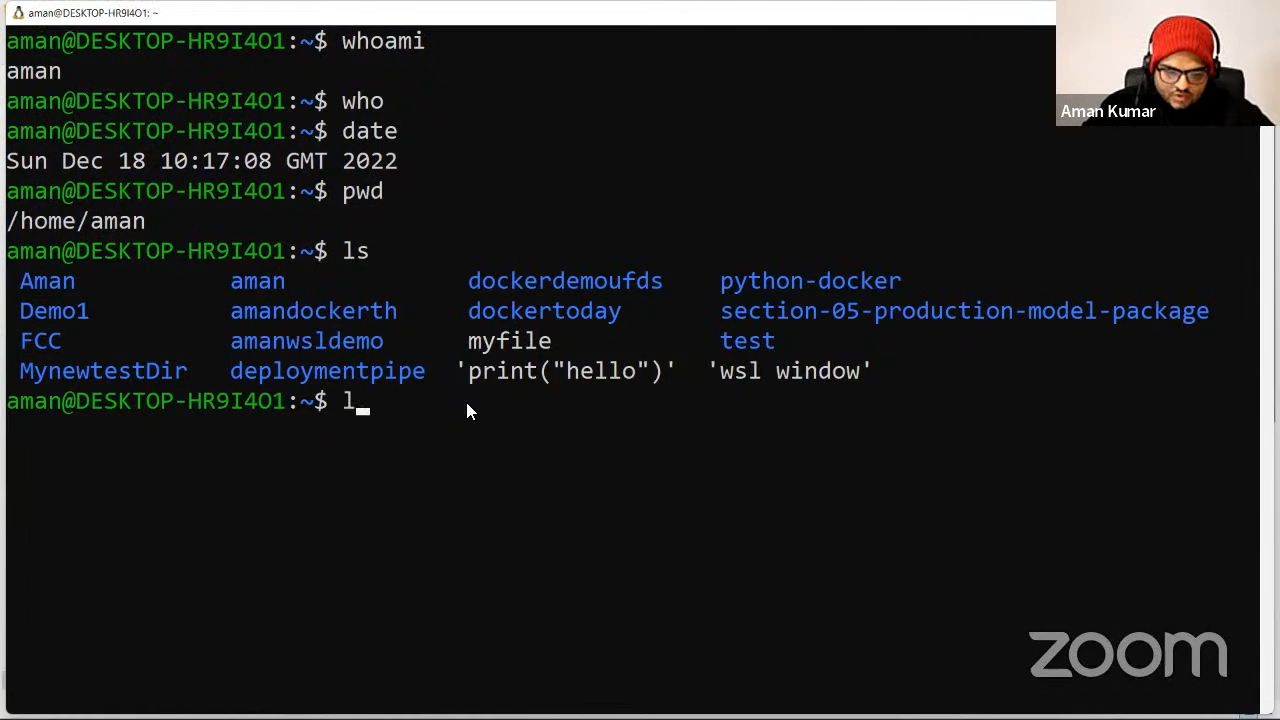 aman@DESKTOP-HR9I4O1: ~
aman@DESKTOP-HR9I4O1:~$ whoami
aman
aman@DESKTOP-HR9I4O1:~$ who
aman@DESKTOP-HR9I4O1:~$ date
Sun Dec 18 10:17:08 GMT 2022
aman@DESKTOP-HR9I4O1:~$ pwd
/home/aman
aman@DESKTOP-HR9I4O1:~$ ls
Aman aman dockerdemoufds python-docker
Demo1 amandockerth dockertoday section-05-production-model-package
FCC amanwsldemo myfile test
MynewtestDir deploymentpipe 'print("hello")' 'wsl window'
aman@DESKTOP-HR9I4O1:~$ l_
Aman Kumar
zoom